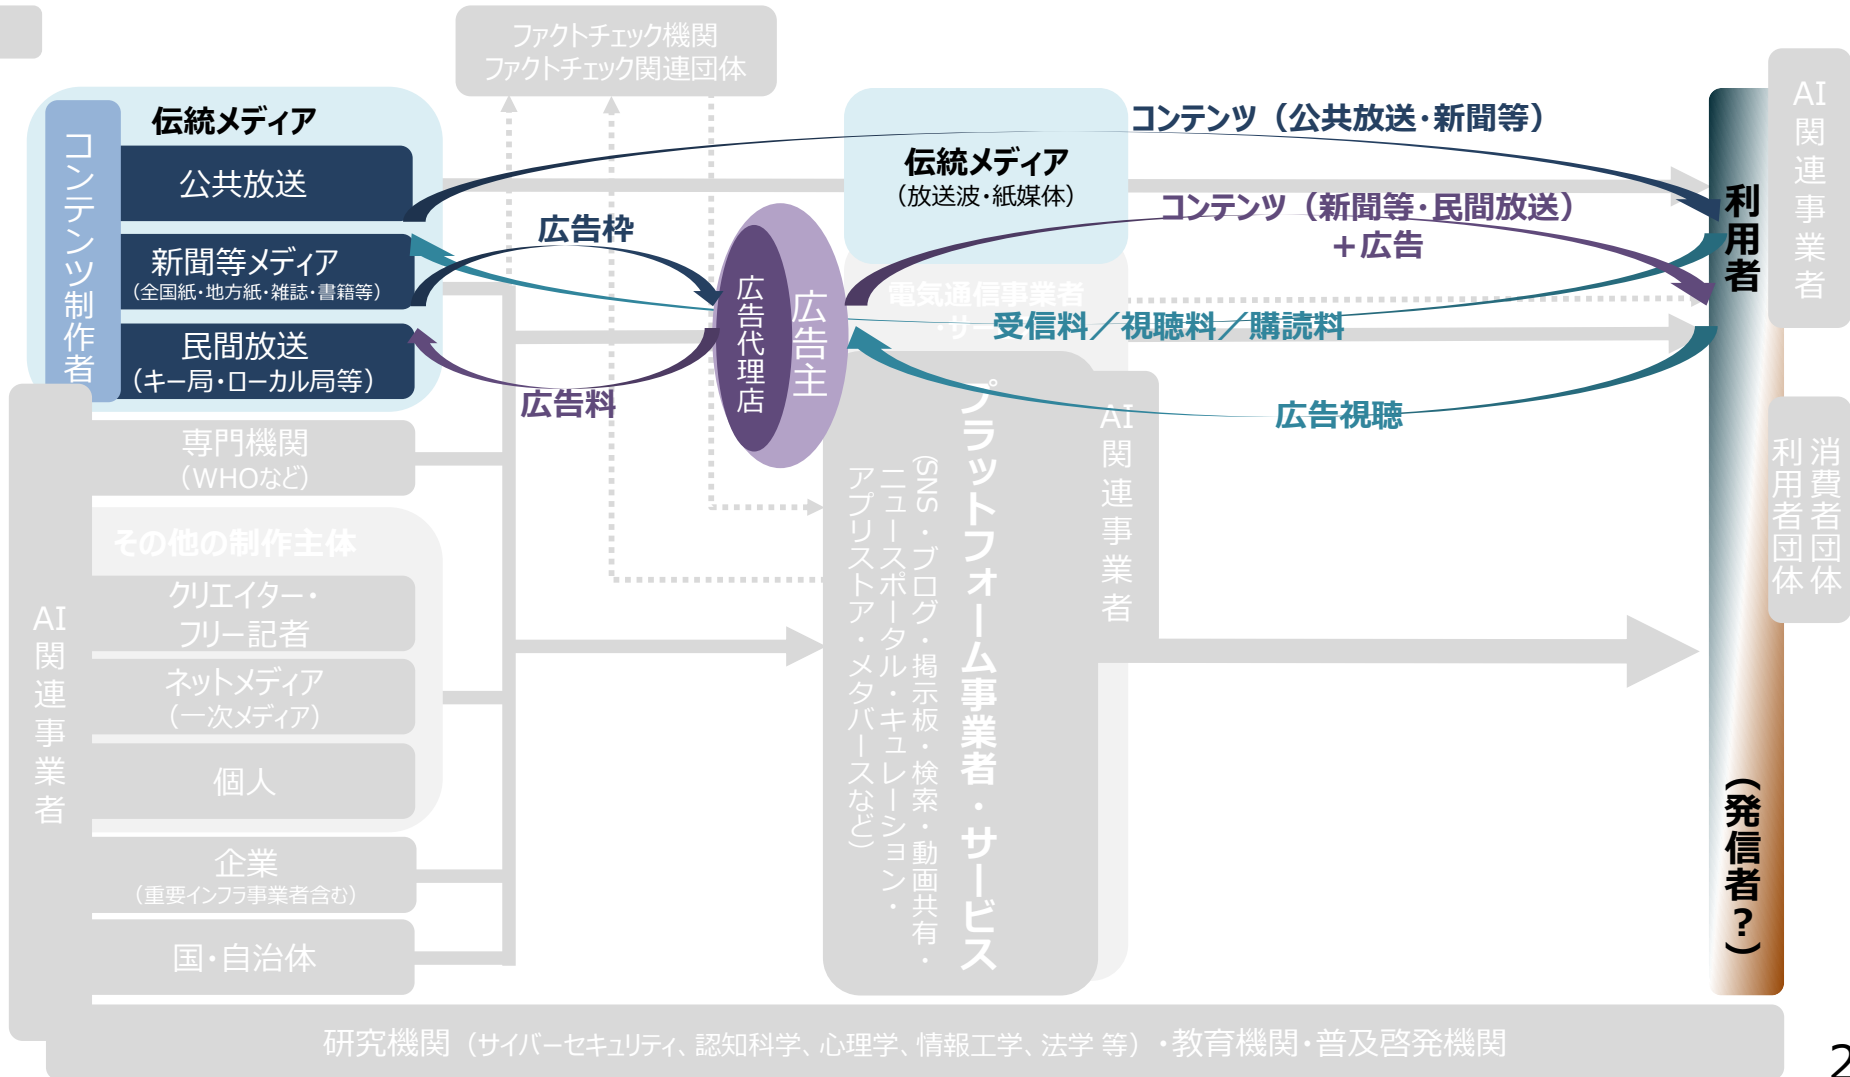 ファクトチェック機関
ファクトチェック関連団体
伝統メディア
コンテンツ制作者
公共放送
新聞等メディア
（全国紙・地方紙・雑誌・書籍等）
民間放送
（キー局・ローカル局等）
専門機関
（WHOなど）
その他の制作主体
クリエイター・
フリー記者
ネットメディア
（一次メディア）
個人
企業
（重要インフラ事業者含む）
国・自治体
AI関連事業者
広告枠
広告料
広告代理店
広告主
伝統メディア
（放送波・紙媒体）
電気通信事業者
コンテンツ（公共放送・新聞等）
コンテンツ（新聞等・民間放送）
＋広告
受信料／視聴料／購読料
広告視聴
プラットフォーム事業者・サービス
(SNS・ブログ・掲示板・検索・動画共有・
ニュースポータル・キュレーション・
アプリストア・メタバースなど）
AI関連事業者
利用者
（発信者？）
AI関連事業者
消費者団体
利用者団体
研究機関（サイバーセキュリティ、認知科学、心理学、情報工学、法学 等）・教育機関・普及啓発機関
2